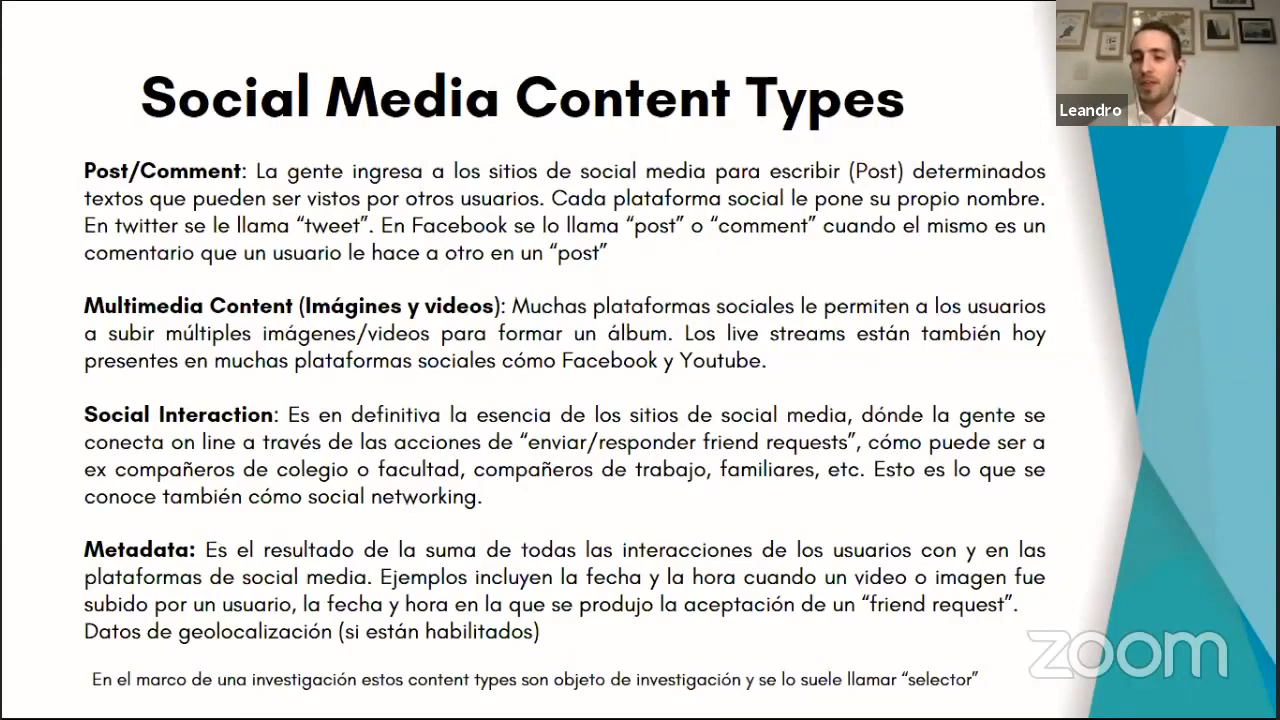 Social Media Content Types
Leandro
Post/Comment: La gente ingresa a los sitios de social media para escribir (Post) determinados
textos que pueden ser vistos por otros usuarios. Cada plataforma social le pone su propio nombre.
En twitter se le llama “tweet”. En Facebook se lo llama “post” o “comment” cuando el mismo es un
comentario que un usuario le hace a otro en un “post”
Multimedia Content (Imágines y videos): Muchas plataformas sociales le permiten a los usuarios
a subir múltiples imágenes/videos para formar un álbum. Los live streams están también hoy
presentes en muchas plataformas sociales cómo Facebook y Youtube.
Social Interaction: Es en definitiva la esencia de los sitios de social media, dónde la gente se
conecta on line a través de las acciones de “enviar/responder friend requests”, cómo puede ser a
ex compañeros de colegio o facultad, compañeros de trabajo, familiares, etc. Esto es lo que se
conoce también cómo social networking.
Metadata: Es el resultado de la suma de todas las interacciones de los usuarios con y en las
plataformas de social media. Ejemplos incluyen la fecha y la hora cuando un video o imagen fue
subido por un usuario, la fecha y hora en la que se produjo la aceptación de un “friend request”.
Datos de geolocalización (si están habilitados)
zoom
En el marco de una investigación estos content types son objeto de investigación y se lo suele llamar “selector”